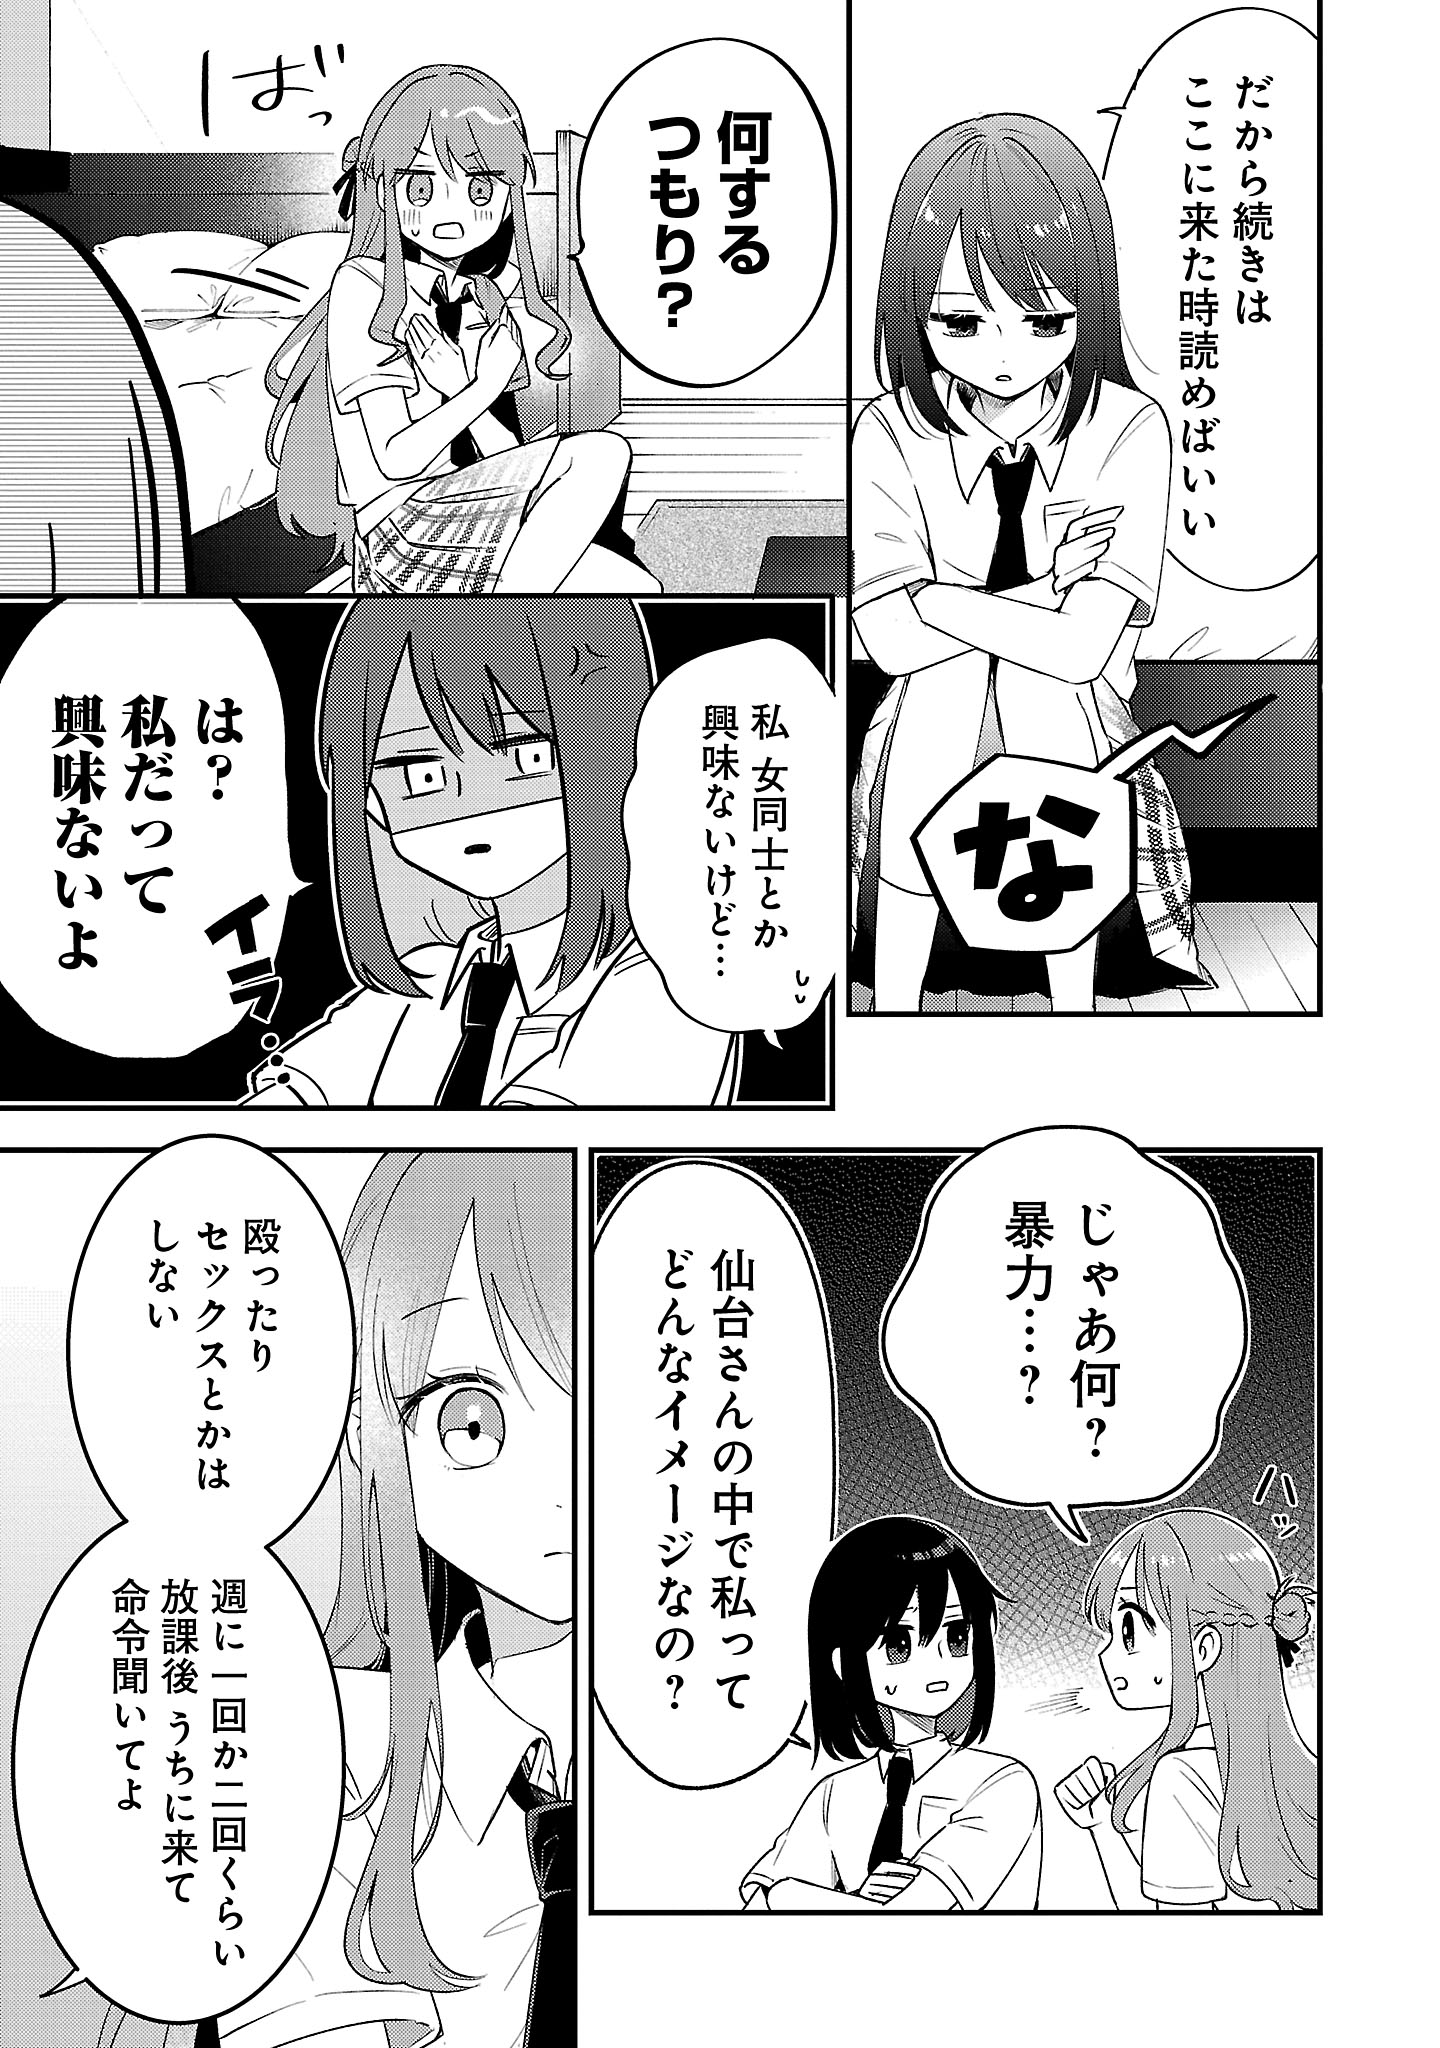 だから続きは
ここに来た時読めばいい
な
何する
つもり？
ばっ
私 女同士とか
興味ないけど…
は？
私だって
興味ないよ
イラ…
じゃあ何？
暴力…？
ハッ
仙台さんの中で私って
どんなイメージなの？
殴ったり
セックスとかは
しない
週に一回か二回くらい
放課後 うちに来て
命令聞いてよ